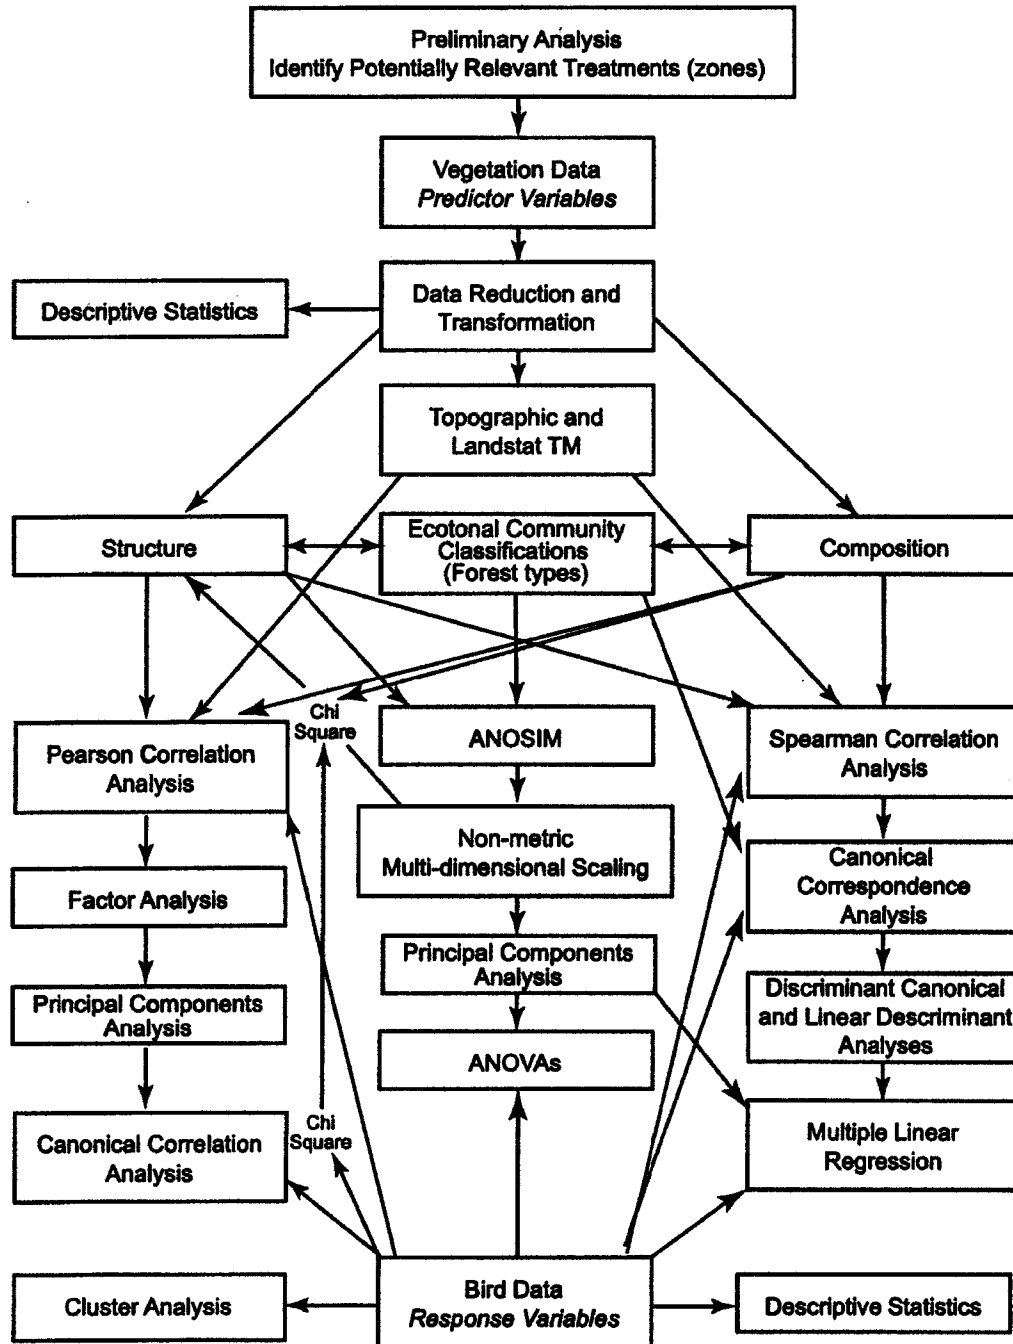 Preliminary Analysis
Identify Potentially Relevant Treatments (zones)
Vegetation Data
Predictor Variables
Descriptive Statistics
Data Reduction and
Transformation
Topographic and
Landstat TM
Structure
Ecotonal Community
Classifications
(Forest types)
Composition
Chi
Square
Pearson Correlation
Analysis
ANOSIM
Spearman Correlation
Analysis
Non-metric
Multi-dimensional Scaling
Factor Analysis
Canonical
Correspondence
Analysis
Principal Components
Analysis
Principal Components
Analysis
Discriminant Canonical
and Linear Descriminant
Analyses
ANOVAs
Chi
Square
Canonical Correlation
Analysis
Multiple Linear
Regression
Cluster Analysis
Bird Data
Response Variables
Descriptive Statistics